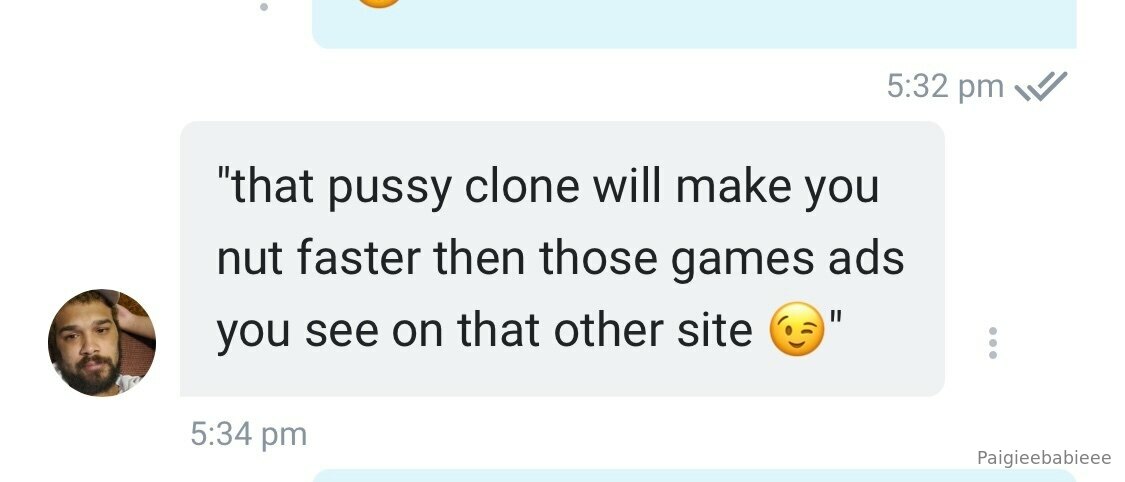 5:32 pm
"that pussy clone will make you
nut faster then those games ads
you see on that other site 😉"
5:34 pm
Paigieebabieee